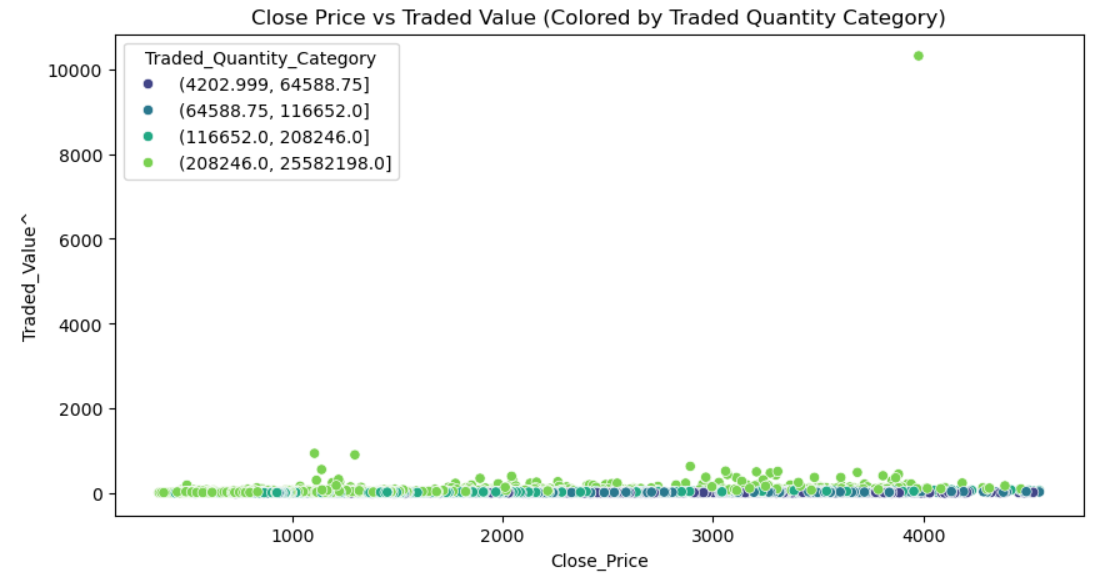 Close Price vs Traded Value (Colored by Traded Quantity Category)
Traded_Quantity_Category
(4202.999, 64588.75]
(64588.75, 116652.0]
(116652.0, 208246.0]
(208246.0, 25582198.0]
Traded_Value^
10000
8000
6000
4000
2000
0
1000 2000 3000 4000
Close_Price